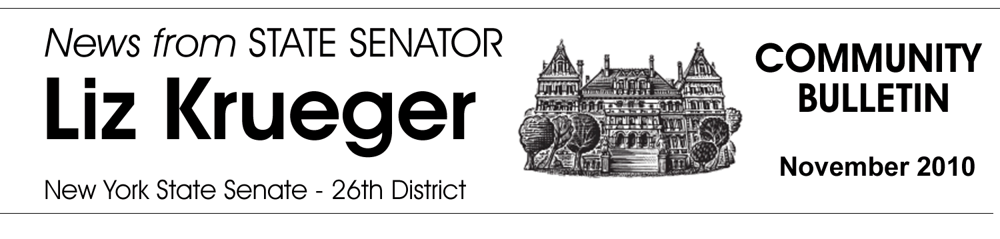 News from STATE SENATOR
Liz Krueger
New York State Senate - 26th District
COMMUNITY
BULLETIN
November 2010